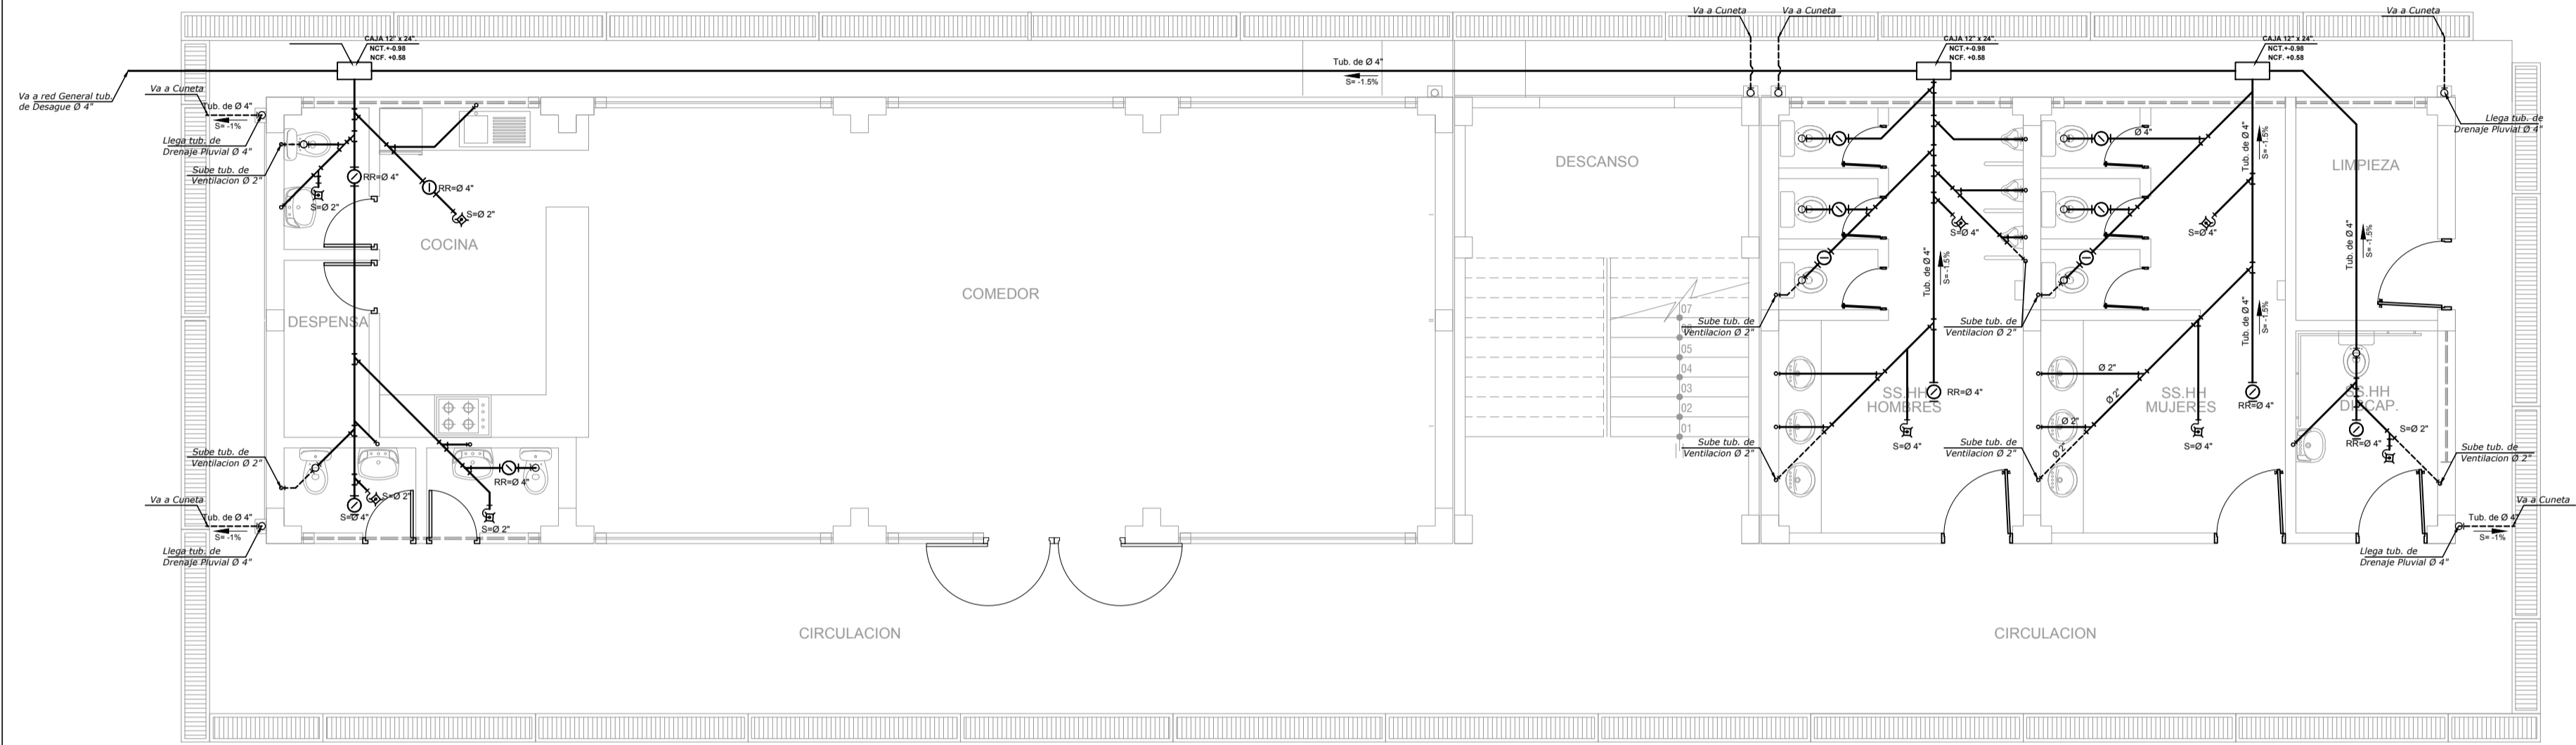 Va a Cuneta
Va a Cuneta
Va a Cuneta
CAJA 12" x 24".
NCT.+-0.98
NCF. +0.58
CAJA 12" x 24".
NCT.+-0.98
NCF. +0.58
CAJA 12" x 24".
NCT.+-0.98
NCF. +0.58
Tub. de Ø 4"
S= -1.5%
Va a red General tub.
de Desague Ø 4"
Va a Cuneta
Tub. de Ø 4"
S= -1%
Llega tub. de
Drenaje Pluvial Ø 4"
Sube tub. de
Ventilacion Ø 2"
RR=Ø 4"
RR=Ø 4"
S=Ø 2"
S=Ø 2"
COCINA
DESPENSA
COMEDOR
DESCANSO
07
05
04
03
02
01
Llega tub. de
Drenaje Pluvial Ø 4"
LIMPIEZA
Ø 4"
Tub. de Ø 4"
S= -1.5%
S=Ø 4"
S=Ø 4"
Tub. de Ø 4"
S= -1.5%
Tub. de Ø 4"
S= -1.5%
Tub. de Ø 4"
S= -1.5%
Sube tub. de
Ventilacion Ø 2"
Sube tub. de
Ventilacion Ø 2"
Ø 2"
Ø 2"
Ø 2"
Ø 2"
SS.HH
HOMBRES
RR=Ø 4"
SS.HH
MUJERES
RR=Ø 4"
SS.HH
DISCAP.
S=Ø 4"
S=Ø 4"
RR=Ø 4"
S=Ø 2"
Sube tub. de
Ventilacion Ø 2"
Sube tub. de
Ventilacion Ø 2"
Sube tub. de
Ventilacion Ø 2"
Sube tub. de
Ventilacion Ø 2"
RR=Ø 4"
S=Ø 2"
S=Ø 4"
S=Ø 2"
Va a Cuneta
Tub. de Ø 4"
S= -1%
Llega tub. de
Drenaje Pluvial Ø 4"
Va a Cuneta
Tub. de Ø 4"
S= -1%
Llega tub. de
Drenaje Pluvial Ø 4"
CIRCULACION
CIRCULACION